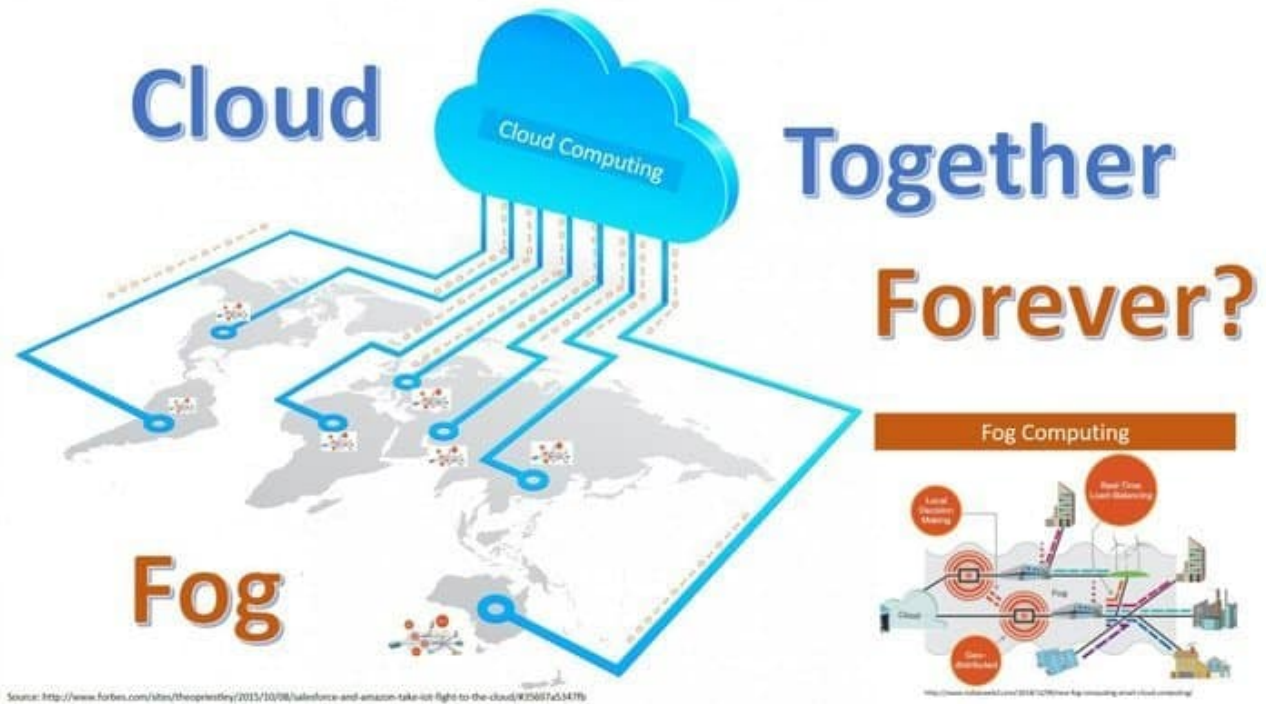 Cloud
Cloud Computing
Together
Forever?
Fog Computing
Local
Decision
Making
Real-Time
Load-Balancing
Fog
Cloud
Geo-
distributed
Fog
Source: http://www.forbes.com/sites/theopriestley/2015/10/08/salesforce-and-amazon-take-iot-fight-to-the-cloud/